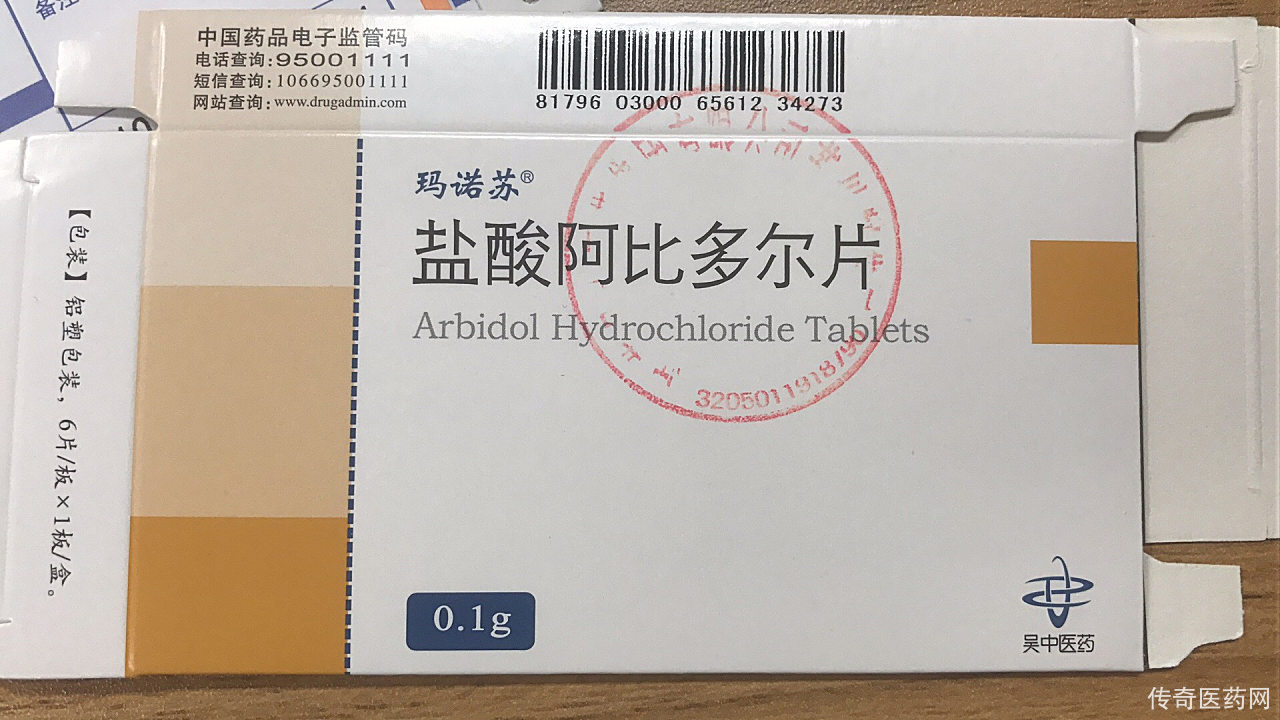 备注
中国药品电子监管码
电话查询:95001111
短信查询:106695001111
网站查询:www.drugadmin.com
81796 03000 65612 34273
玛诺苏®
盐酸阿比多尔片
Arbidol Hydrochloride Tablets
【包装】铝塑包装，6片/板×1板/盒。
0.1g
吴中医药
传奇医药网